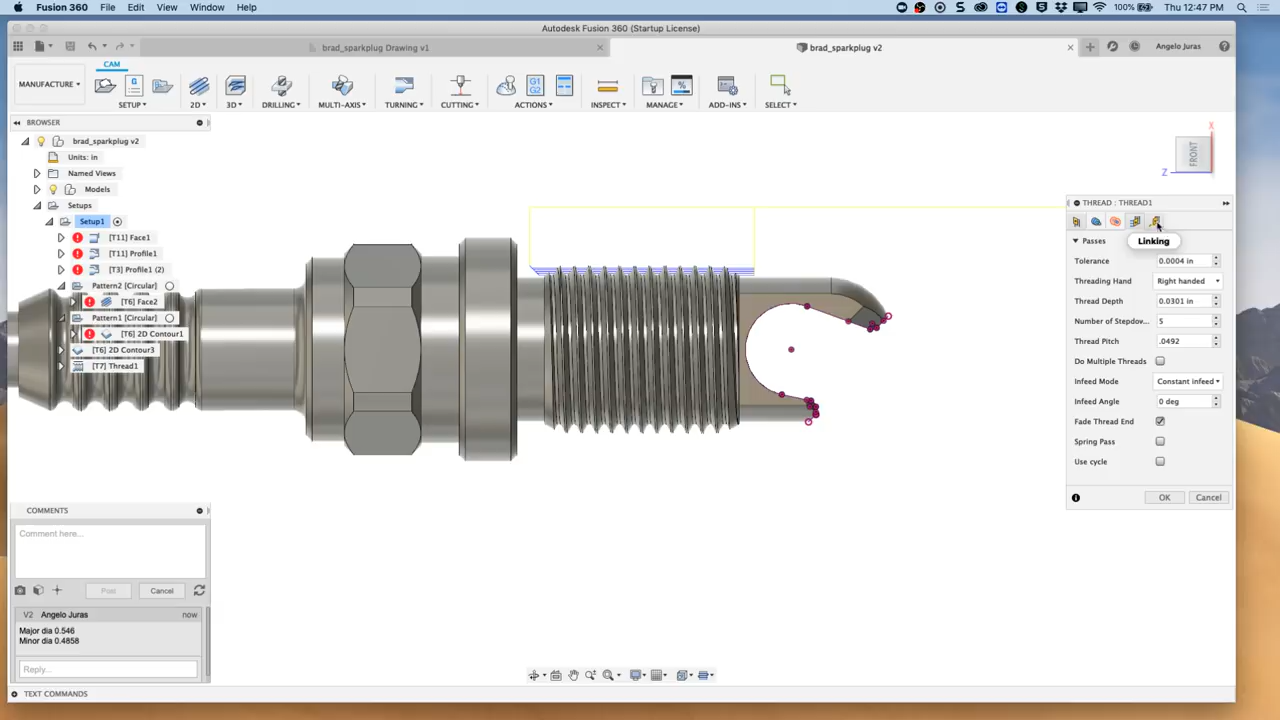 Fusion 360 File Edit View Window Help 100% Thu 12:47 PM
Autodesk Fusion 360 (Startup License)
brad_sparkplug Drawing v1 brad_sparkplug v2 Angelo Juras
CAM
MANUFACTURE
SETUP 2D 3D DRILLING MULTI-AXIS TURNING CUTTING ACTIONS INSPECT MANAGE ADD-INS SELECT
G1
G2
BROWSER
brad_sparkplug v2
Units: in
Named Views
Models
Setups
Setup1
[T11] Face1
[T11] Profile1
[T3] Profile1 (2)
Pattern2 [Circular]
[T6] Face2
Pattern1 [Circular]
[T6] 2D Contour1
[T6] 2D Contour3
[T7] Thread1
X
FRONT
Z
THREAD : THREAD1
Passes
Linking
Tolerance 0.0004 in
Threading Hand Right handed
Thread Depth 0.0301 in
Number of Stepdov... 5
Thread Pitch .0492
Do Multiple Threads
Infeed Mode Constant infeed
Infeed Angle 0 deg
Fade Thread End
Spring Pass
Use cycle
OK Cancel
COMMENTS
Comment here...
Post Cancel
V2 Angelo Juras now
Major dia 0.546
Minor dia 0.4858
Reply...
TEXT COMMANDS